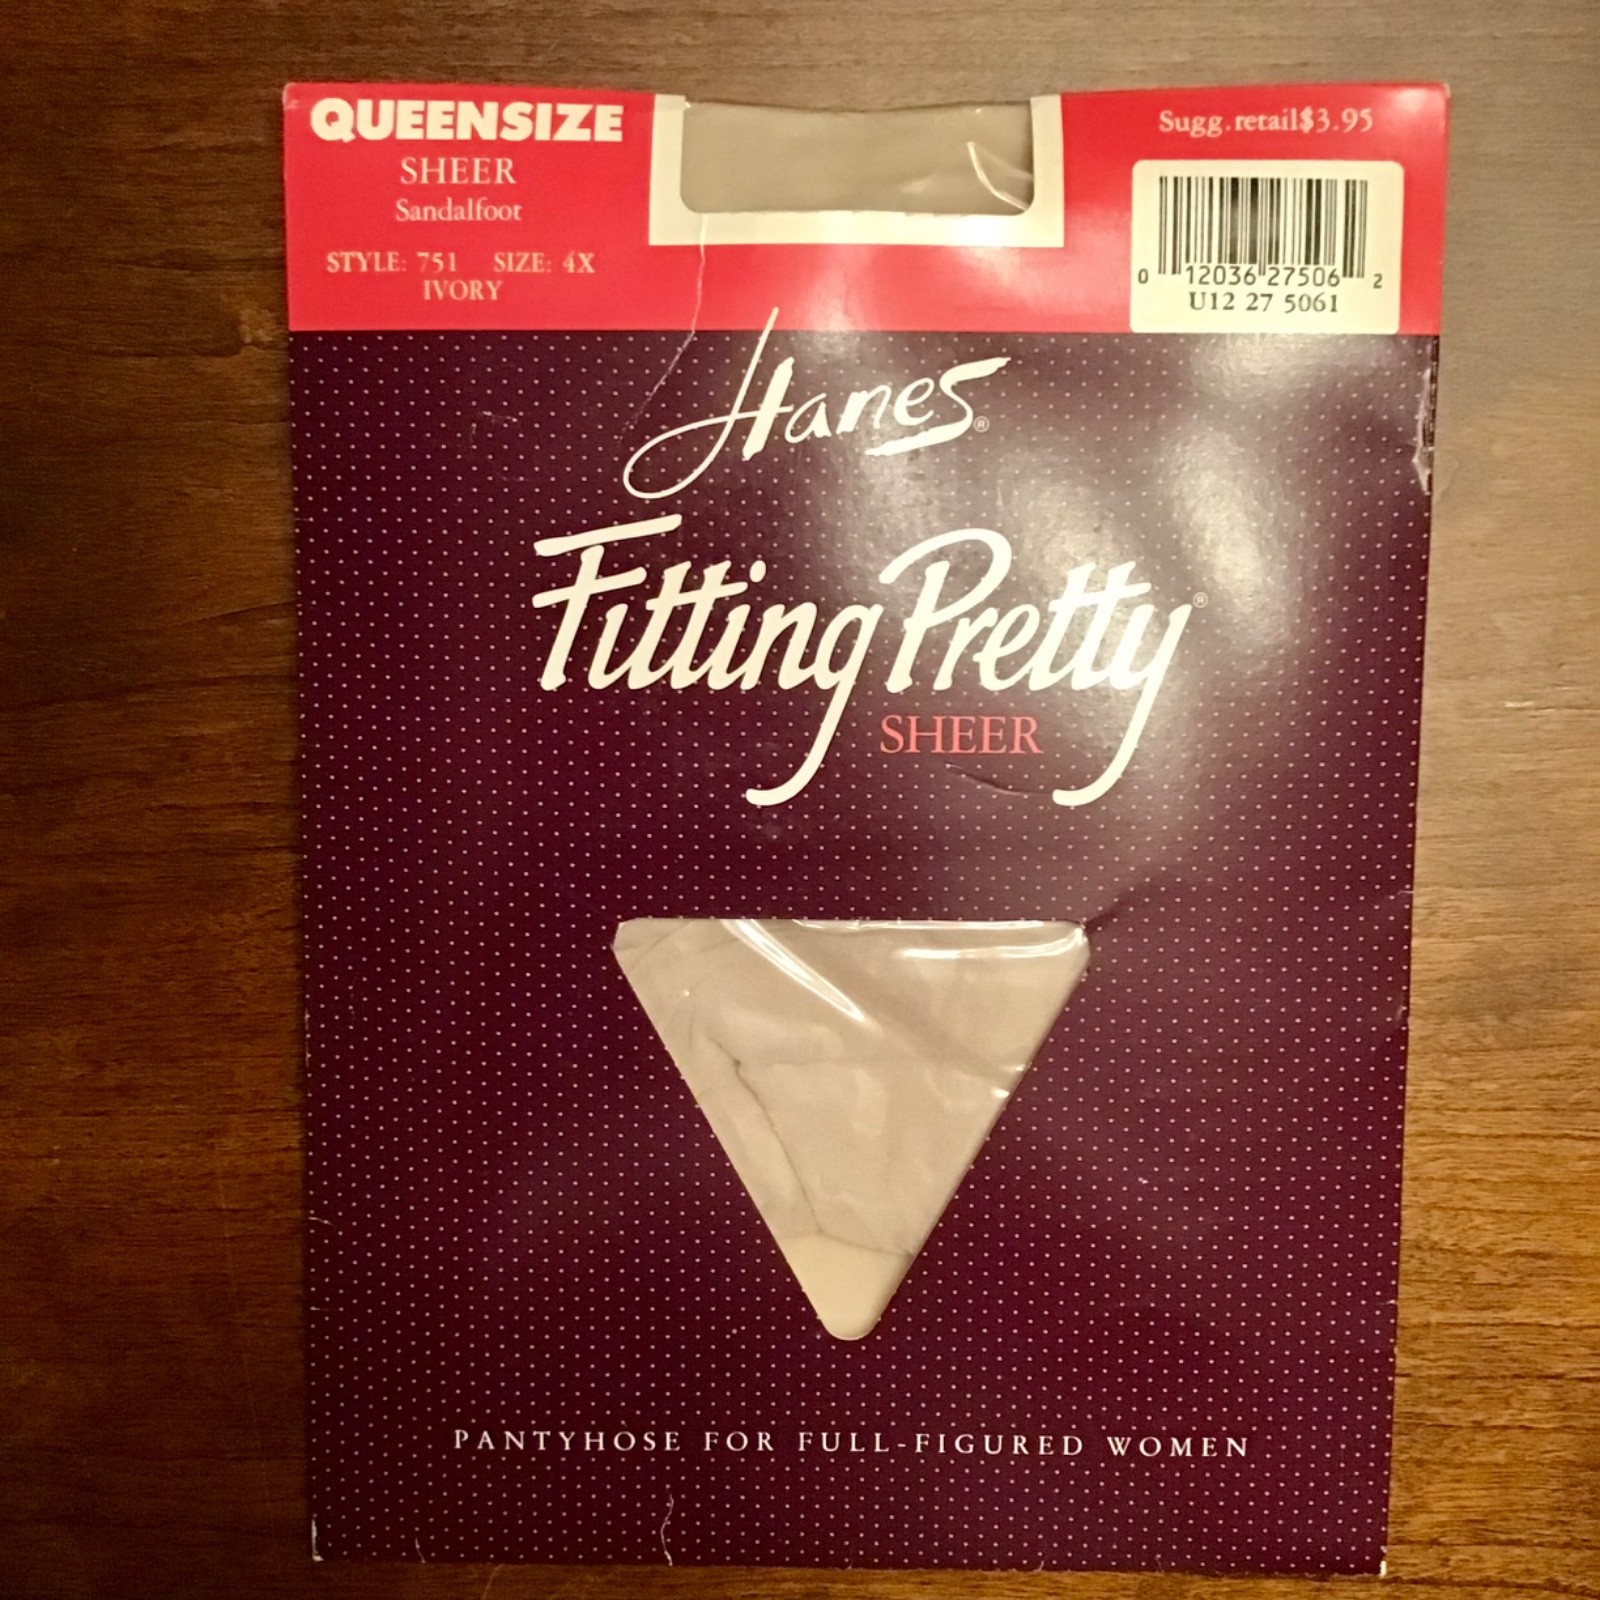 QUEENSIZE
SHEER
Sandalfoot
STYLE: 751 SIZE: 4X
IVORY
Sugg.retail$3.95
0 12036 27506 2
U12 27 5061
Hanes®
Fitting Pretty®
SHEER
PANTYHOSE FOR FULL-FIGURED WOMEN